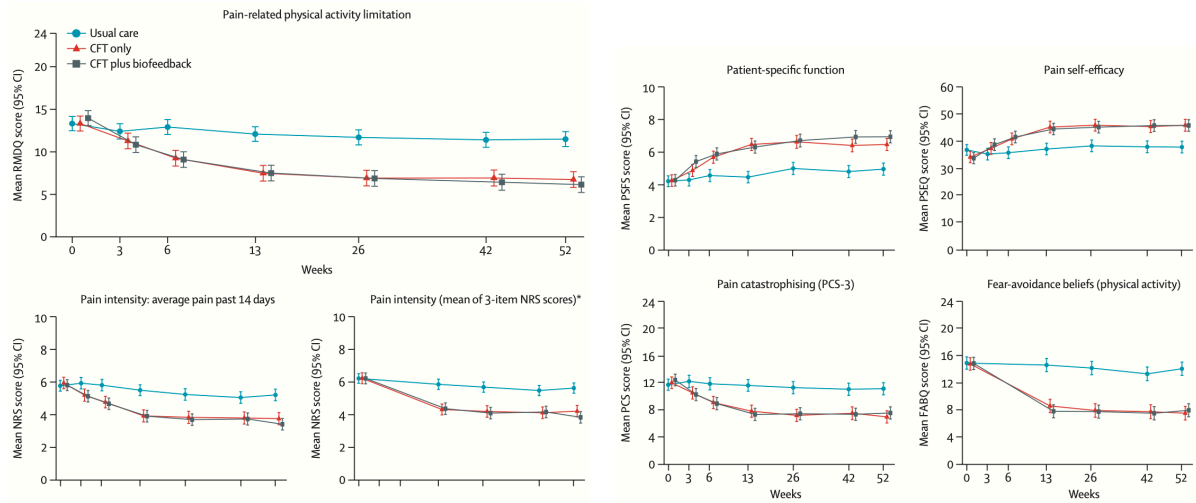 Pain-related physical activity limitation
Mean RMDQ score (95% CI)
24
20
15
10
5
0
Usual care
CFT only
CFT plus biofeedback
0 3 6 13 26 42 52
Weeks
Pain intensity: average pain past 14 days
Mean NRS score (95% CI)
10
8
6
4
2
0
Pain intensity (mean of 3-item NRS scores)*
Mean NRS score (95% CI)
10
8
6
4
2
0
Patient-specific function
Mean PSFS score (95% CI)
10
8
6
4
2
0
Pain self-efficacy
Mean PSEQ score (95% CI)
60
50
40
30
20
10
0
Pain catastrophising (PCS-3)
Mean PCS score (95% CI)
24
20
16
12
8
4
0
0 3 6 13 26 42 52
Weeks
Fear-avoidance beliefs (physical activity)
Mean FABQ score (95% CI)
24
20
16
12
8
4
0
0 3 6 13 26 42 52
Weeks